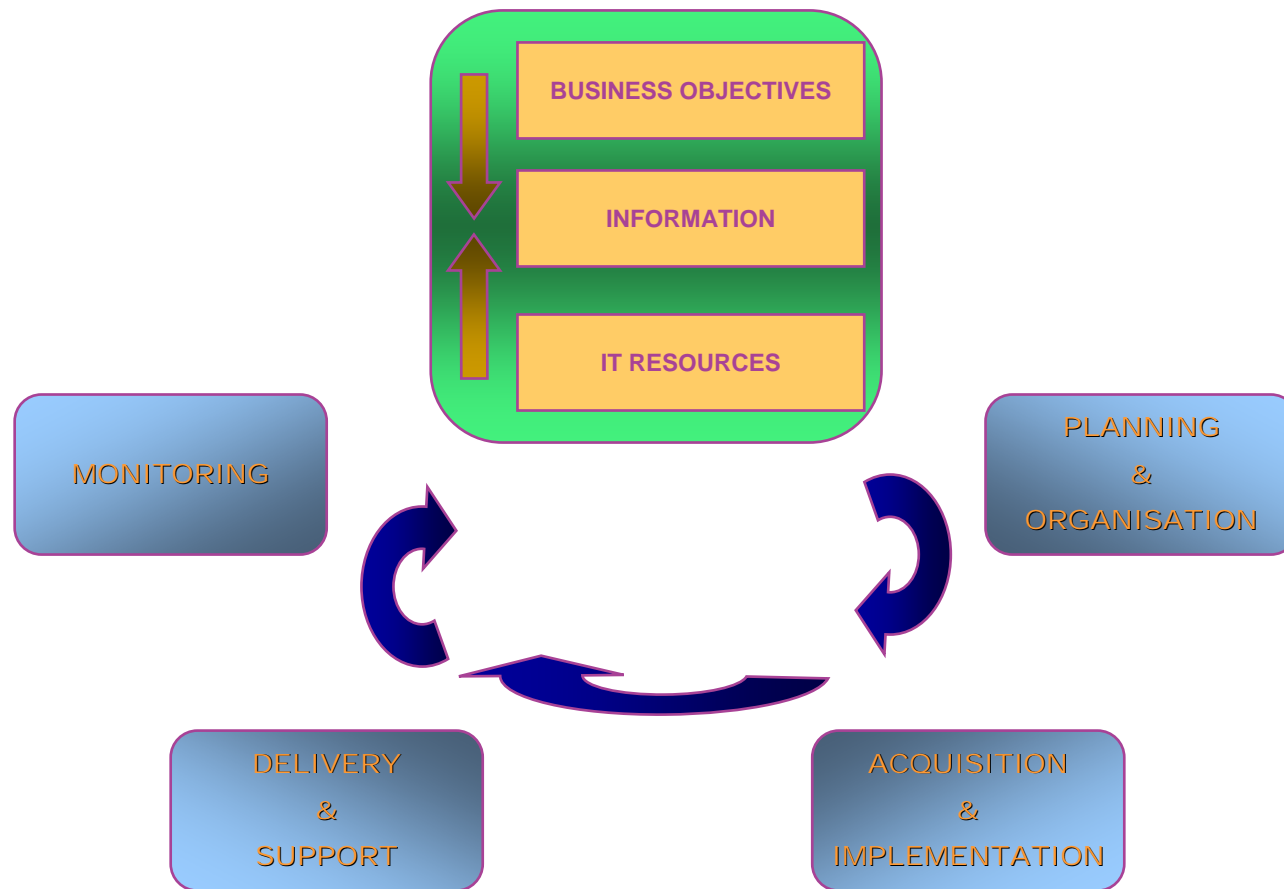 BUSINESS OBJECTIVES
INFORMATION
IT RESOURCES
MONITORING
PLANNING
&
ORGANISATION
DELIVERY
&
SUPPORT
ACQUISITION
&
IMPLEMENTATION